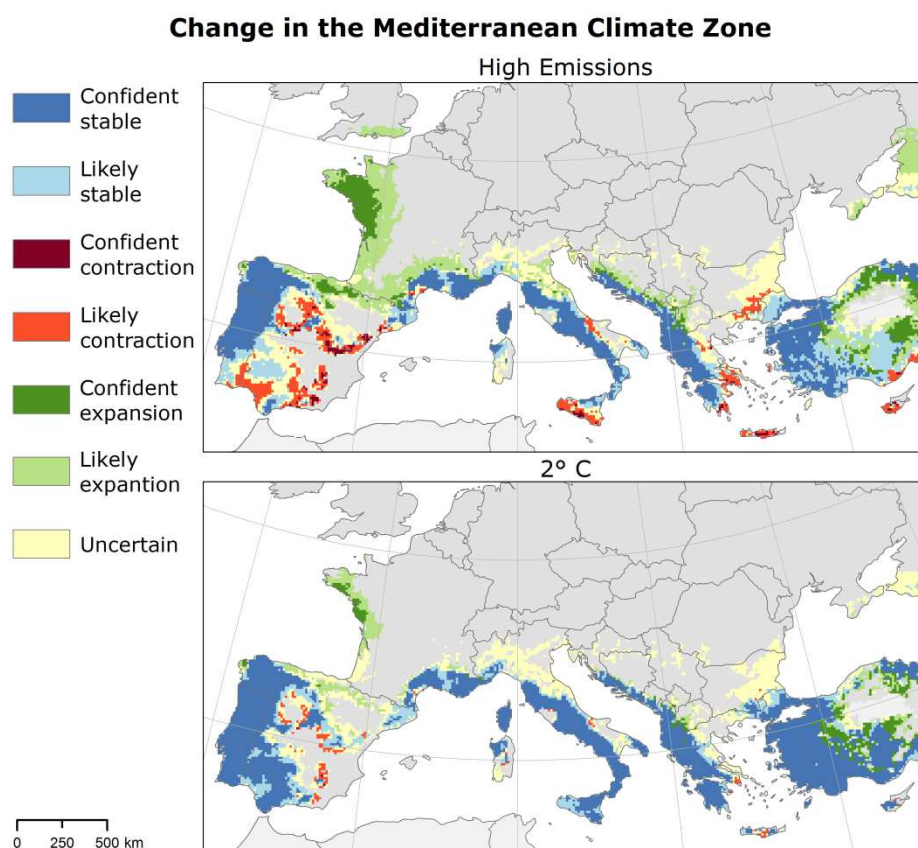 Change in the Mediterranean Climate Zone
High Emissions
Confident
stable
Likely
stable
Confident
contraction
Likely
contraction
Confident
expansion
Likely
expantion
Uncertain
2° C
0 250 500 km